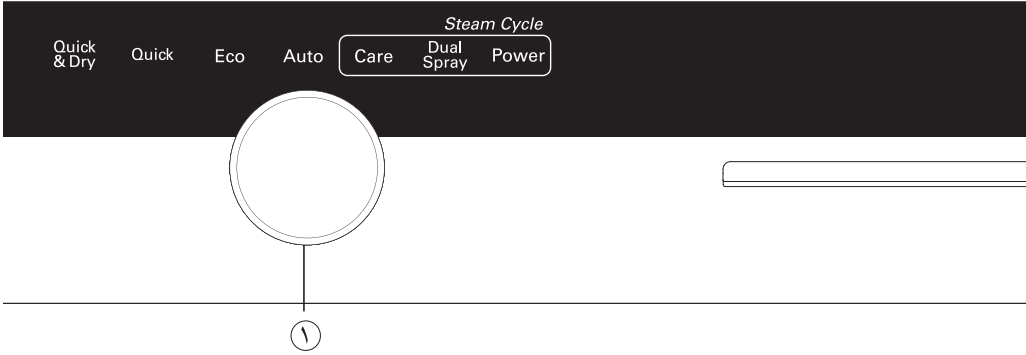 Steam Cycle
Quick
& Dry
Quick
Eco
Auto
Care
Dual
Spray
Power
١